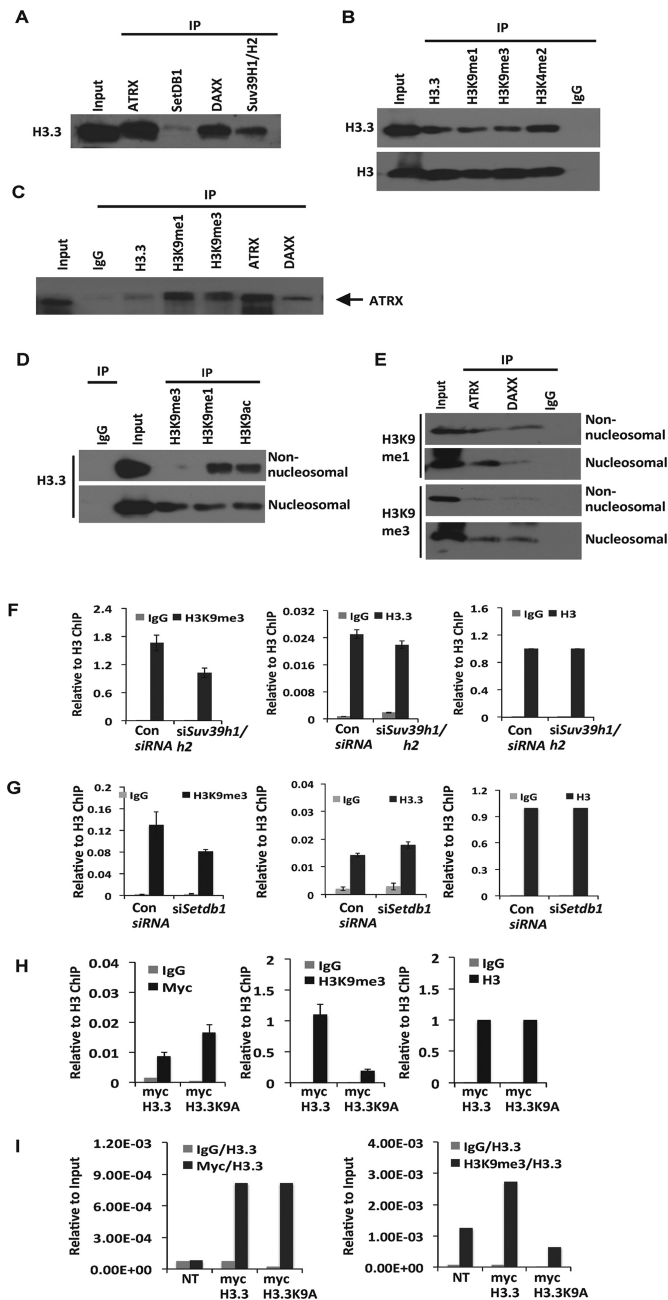 A
IP
Input
ATRX
SetDB1
DAXX
Suv39H1/H2
H3.3
B
IP
Input
H3.3
H3K9me1
H3K9me3
H3K4me2
IgG
H3.3
H3
C
IP
Input
IgG
H3.3
H3K9me1
H3K9me3
ATRX
DAXX
ATRX
D
IP
IP
IgG
Input
H3K9me3
H3K9me1
H3K9ac
H3.3
Non-
nucleosomal
Nucleosomal
E
IP
Input
ATRX
DAXX
IgG
H3K9
me1
Non-
nucleosomal
Nucleosomal
H3K9
me3
Non-
nucleosomal
Nucleosomal
F
Relative to H3 ChIP
IgG H3K9me3
2.4
1.8
1.2
0.6
0
Con
siRNA
siSuv39h1/
h2
Relative to H3 ChIP
IgG H3.3
0.032
0.024
0.016
0.008
0
Con
siRNA
siSuv39h1/
h2
Relative to H3 ChIP
IgG H3
1.6
1.2
0.8
0.4
0
Con
siRNA
siSuv39h1/
h2
G
Relative to H3 ChIP
IgG H3K9me3
0.2
0.16
0.12
0.08
0.04
0
Con
siRNA
siSetdb1
Relative to H3 ChIP
IgG H3.3
0.04
0.03
0.02
0.01
0
Con
siRNA
siSetdb1
Relative to H3 ChIP
IgG H3
1.2
0.9
0.6
0.3
0
Con
siRNA
siSetdb1
H
Relative to H3 ChIP
IgG
Myc
0.04
0.03
0.02
0.01
0
myc
H3.3
myc
H3.3K9A
Relative to H3 ChIP
IgG
H3K9me3
2
1.5
1
0.5
0
myc
H3.3
myc
H3.3K9A
Relative to H3 ChIP
IgG
H3
2
1.5
1
0.5
0
myc
H3.3
myc
H3.3K9A
I
Relative to Input
IgG/H3.3
Myc/H3.3
1.20E-03
9.00E-04
6.00E-04
3.00E-04
0.00E+00
NT
myc
H3.3
myc
H3.3K9A
Relative to Input
IgG/H3.3
H3K9me3/H3.3
4.00E-03
3.00E-03
2.00E-03
1.00E-03
0.00E+00
NT
myc
H3.3
myc
H3.3K9A